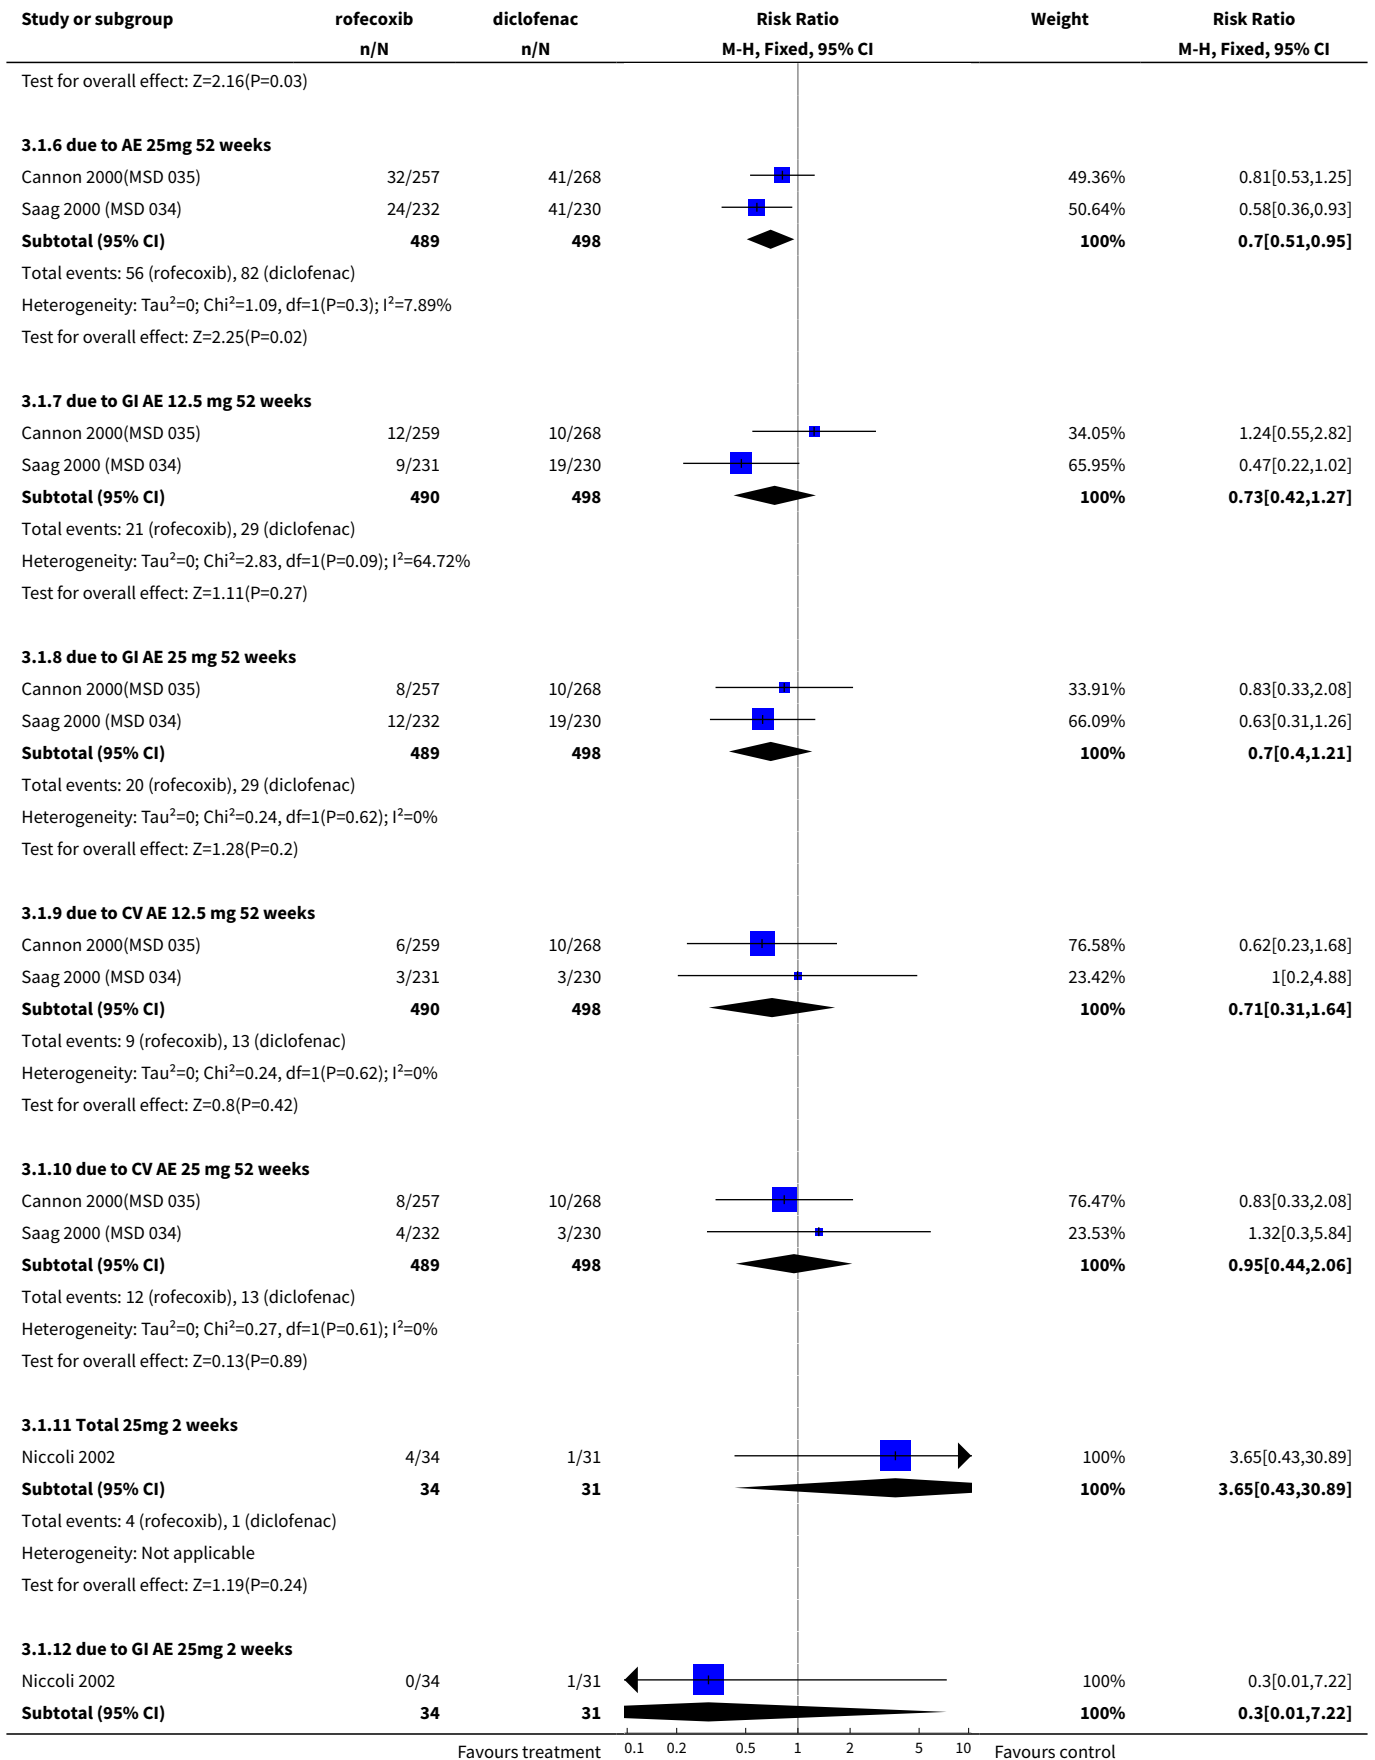 Study or subgroup rofecoxib diclofenac Risk Ratio Weight Risk Ratio
n/N n/N M-H, Fixed, 95% CI M-H, Fixed, 95% CI
Test for overall effect: Z=2.16(P=0.03)
3.1.6 due to AE 25mg 52 weeks
Cannon 2000(MSD 035) 32/257 41/268 49.36% 0.81[0.53,1.25]
Saag 2000 (MSD 034) 24/232 41/230 50.64% 0.58[0.36,0.93]
Subtotal (95% CI) 489 498 100% 0.7[0.51,0.95]
Total events: 56 (rofecoxib), 82 (diclofenac)
Heterogeneity: Tau²=0; Chi²=1.09, df=1(P=0.3); I²=7.89%
Test for overall effect: Z=2.25(P=0.02)
3.1.7 due to GI AE 12.5 mg 52 weeks
Cannon 2000(MSD 035) 12/259 10/268 34.05% 1.24[0.55,2.82]
Saag 2000 (MSD 034) 9/231 19/230 65.95% 0.47[0.22,1.02]
Subtotal (95% CI) 490 498 100% 0.73[0.42,1.27]
Total events: 21 (rofecoxib), 29 (diclofenac)
Heterogeneity: Tau²=0; Chi²=2.83, df=1(P=0.09); I²=64.72%
Test for overall effect: Z=1.11(P=0.27)
3.1.8 due to GI AE 25 mg 52 weeks
Cannon 2000(MSD 035) 8/257 10/268 33.91% 0.83[0.33,2.08]
Saag 2000 (MSD 034) 12/232 19/230 66.09% 0.63[0.31,1.26]
Subtotal (95% CI) 489 498 100% 0.7[0.4,1.21]
Total events: 20 (rofecoxib), 29 (diclofenac)
Heterogeneity: Tau²=0; Chi²=0.24, df=1(P=0.62); I²=0%
Test for overall effect: Z=1.28(P=0.2)
3.1.9 due to CV AE 12.5 mg 52 weeks
Cannon 2000(MSD 035) 6/259 10/268 76.58% 0.62[0.23,1.68]
Saag 2000 (MSD 034) 3/231 3/230 23.42% 1[0.2,4.88]
Subtotal (95% CI) 490 498 100% 0.71[0.31,1.64]
Total events: 9 (rofecoxib), 13 (diclofenac)
Heterogeneity: Tau²=0; Chi²=0.24, df=1(P=0.62); I²=0%
Test for overall effect: Z=0.8(P=0.42)
3.1.10 due to CV AE 25 mg 52 weeks
Cannon 2000(MSD 035) 8/257 10/268 76.47% 0.83[0.33,2.08]
Saag 2000 (MSD 034) 4/232 3/230 23.53% 1.32[0.3,5.84]
Subtotal (95% CI) 489 498 100% 0.95[0.44,2.06]
Total events: 12 (rofecoxib), 13 (diclofenac)
Heterogeneity: Tau²=0; Chi²=0.27, df=1(P=0.61); I²=0%
Test for overall effect: Z=0.13(P=0.89)
3.1.11 Total 25mg 2 weeks
Niccoli 2002 4/34 1/31 100% 3.65[0.43,30.89]
Subtotal (95% CI) 34 31 100% 3.65[0.43,30.89]
Total events: 4 (rofecoxib), 1 (diclofenac)
Heterogeneity: Not applicable
Test for overall effect: Z=1.19(P=0.24)
3.1.12 due to GI AE 25mg 2 weeks
Niccoli 2002 0/34 1/31 100% 0.3[0.01,7.22]
Subtotal (95% CI) 34 31 100% 0.3[0.01,7.22]
Favours treatment 0.1 0.2 0.5 1 2 5 10 Favours control